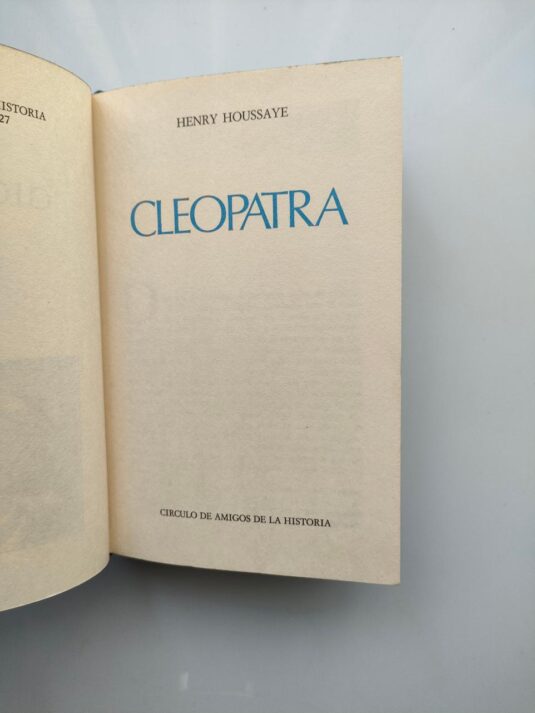 ISTORIA
27
HENRY HOUSSAYE
CLEOPATRA
CIRCULO DE AMIGOS DE LA HISTORIA